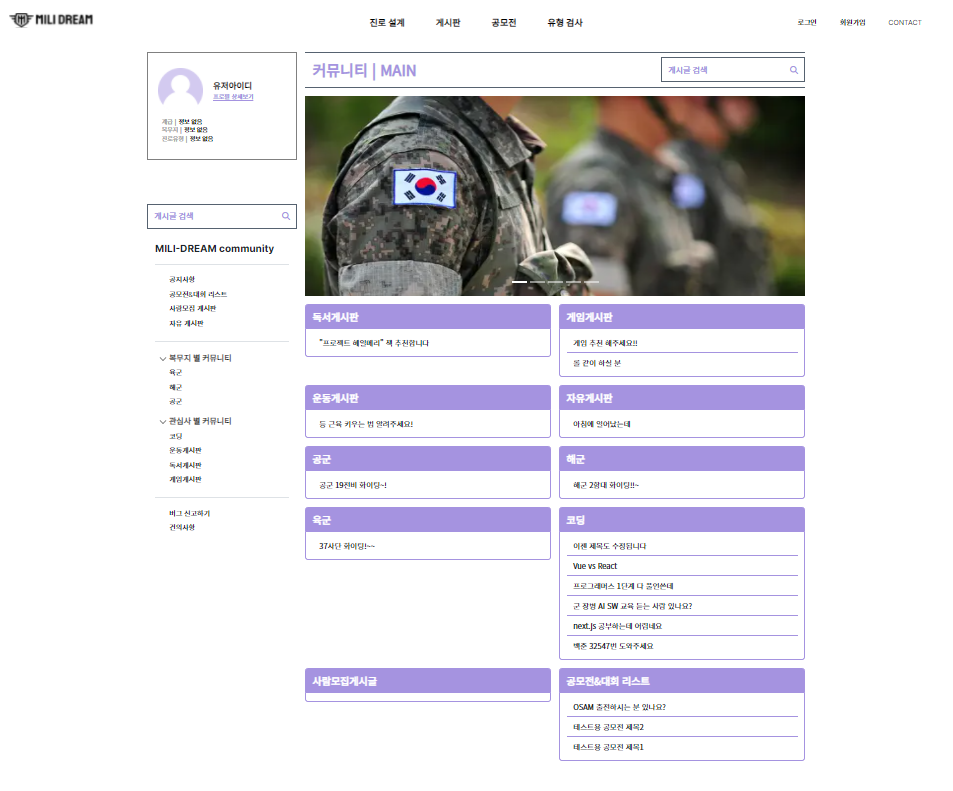 MILI DREAM
진로 설계 게시판 공모전 유형 검사
로그인 회원가입 CONTACT
유저아이디
프로필 상세보기
계급 | 정보 없음
복무지 | 정보 없음
진로유형 | 정보 없음
게시글 검색
MILI-DREAM community
공지사항
공모전&대회 리스트
사람모집 게시판
자유 게시판
복무지 별 커뮤니티
육군
해군
공군
관심사 별 커뮤니티
코딩
운동게시판
독서게시판
게임게시판
버그 신고하기
건의사항
커뮤니티 | MAIN
게시글 검색
독서게시판
"프로젝트 헤일메리" 책 추천합니다
게임게시판
게임 추천 해주세요!!
롤 같이 하실 분
운동게시판
등 근육 키우는 법 알려주세요!
자유게시판
아침에 일어났는데
공군
공군 19전비 화이팅~!
해군
해군 2함대 화이팅!!~
육군
37사단 화이팅!~~
코딩
이젠 제목도 수정됩니다
Vue vs React
프로그래머스 1단계 다 풀언쓴데
군 장병 AI SW 교육 듣는 사람 있나요?
next.js 공부하는데 어렵네요
백준 32547번 도와주세요
사람모집게시글
공모전&대회 리스트
OSAM 출전하시는 분 있나요?
테스트용 공모전 제목2
테스트용 공모전 제목1